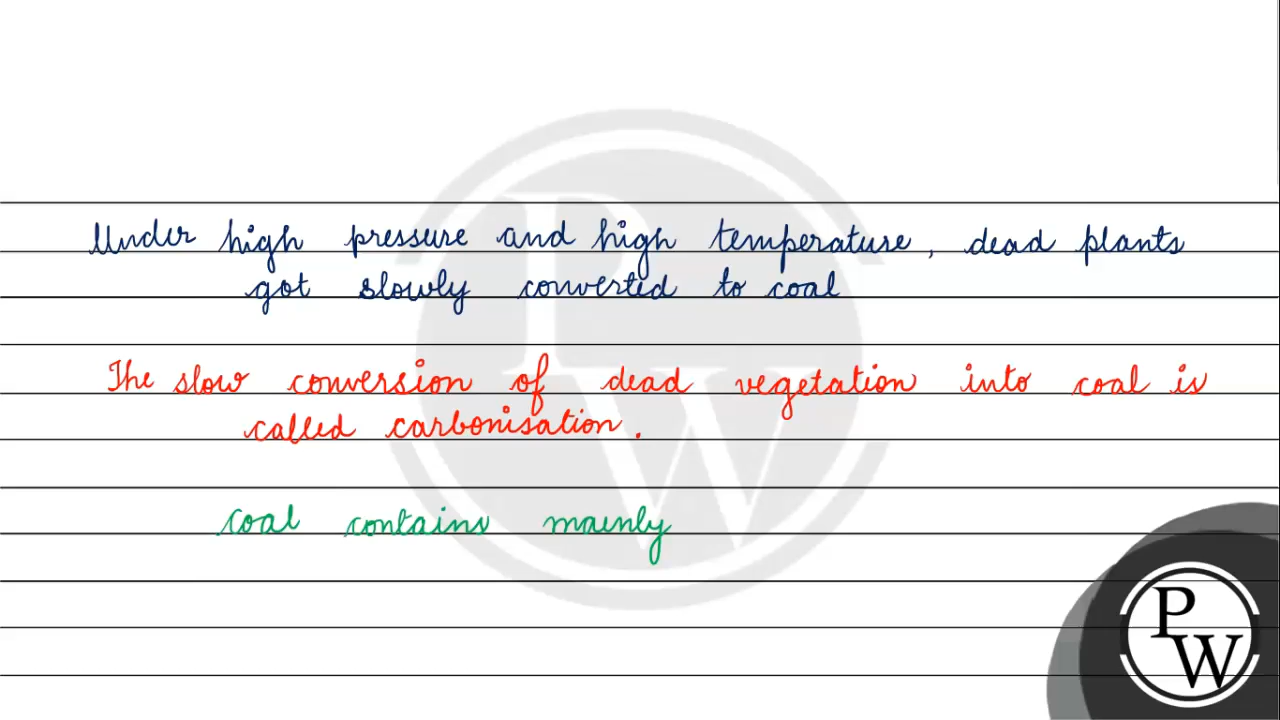 Under high pressure and high temperature, dead plants
got slowly converted to coal
The slow conversion of dead vegetation into coal is
called carbonisation.
Coal contains mainly
P
W
P
W